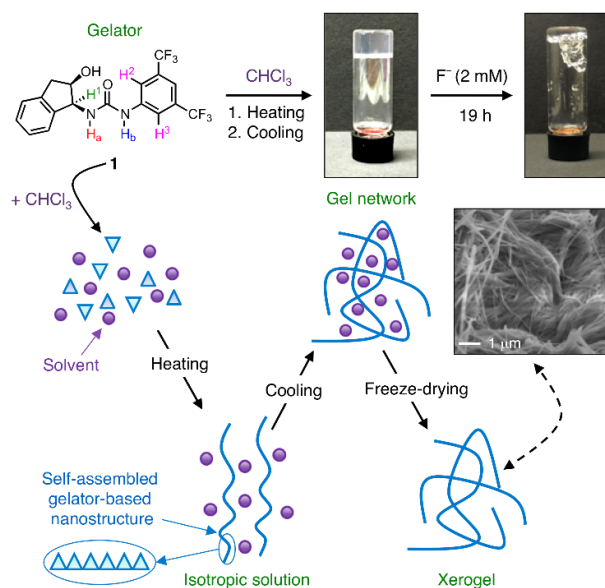 Gelator
CF₃
OH
H²
H¹
O
CF₃
N
N
Hₐ
H_b
H³
1
CHCl₃
1. Heating
2. Cooling
F⁻ (2 mM)
19 h
+ CHCl₃
Gel network
Solvent
Heating
Cooling
Freeze-drying
1 μm
Self-assembled
gelator-based
nanostructure
Isotropic solution
Xerogel